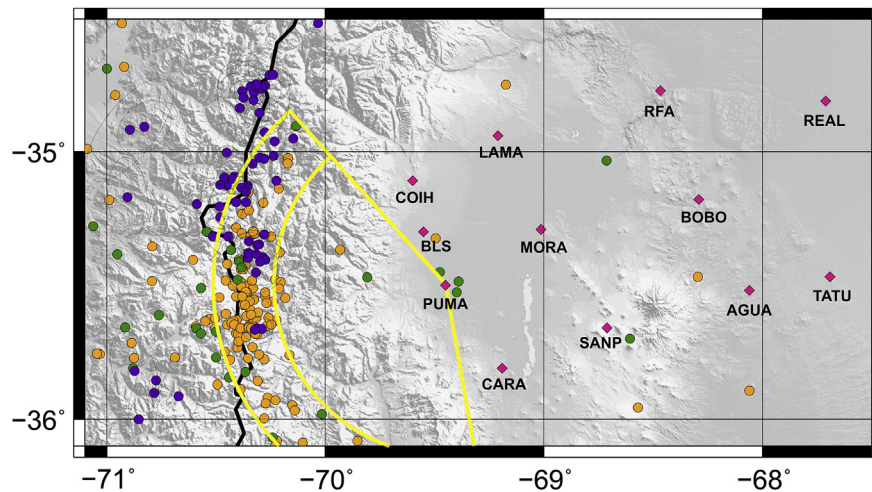 RFA
REAL
−35°
LAMA
COIH
BOBO
BLS
MORA
PUMA
AGUA
TATU
SANP
CARA
−36°
−71°
−70°
−69°
−68°